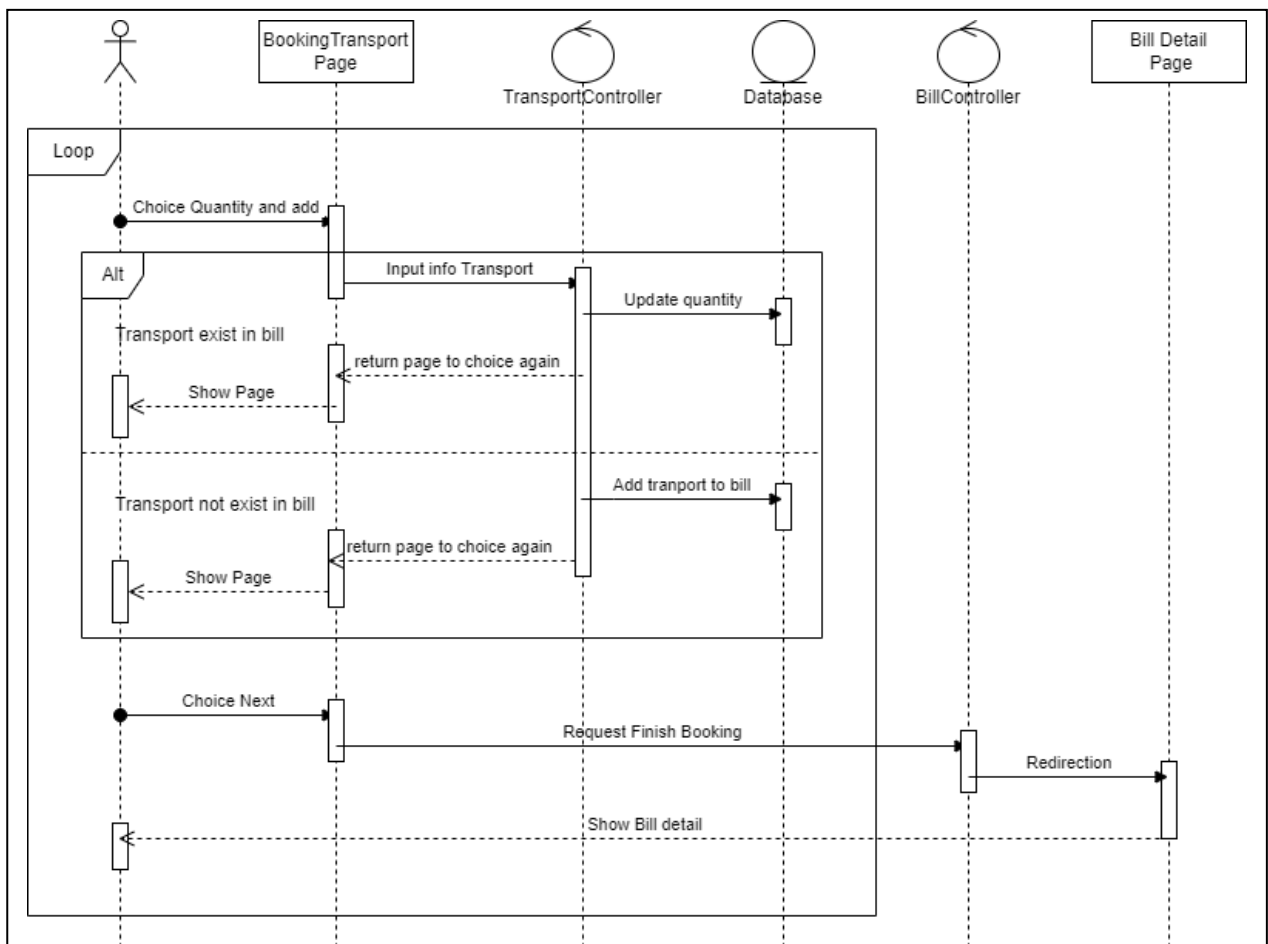 BookingTransport
Page
TransportController
Database
BillController
Bill Detail
Page
Loop
Choice Quantity and add
Alt
Input info Transport
Update quantity
Transport exist in bill
return page to choice again
Show Page
Add tranport to bill
Transport not exist in bill
return page to choice again
Show Page
Choice Next
Request Finish Booking
Redirection
Show Bill detail